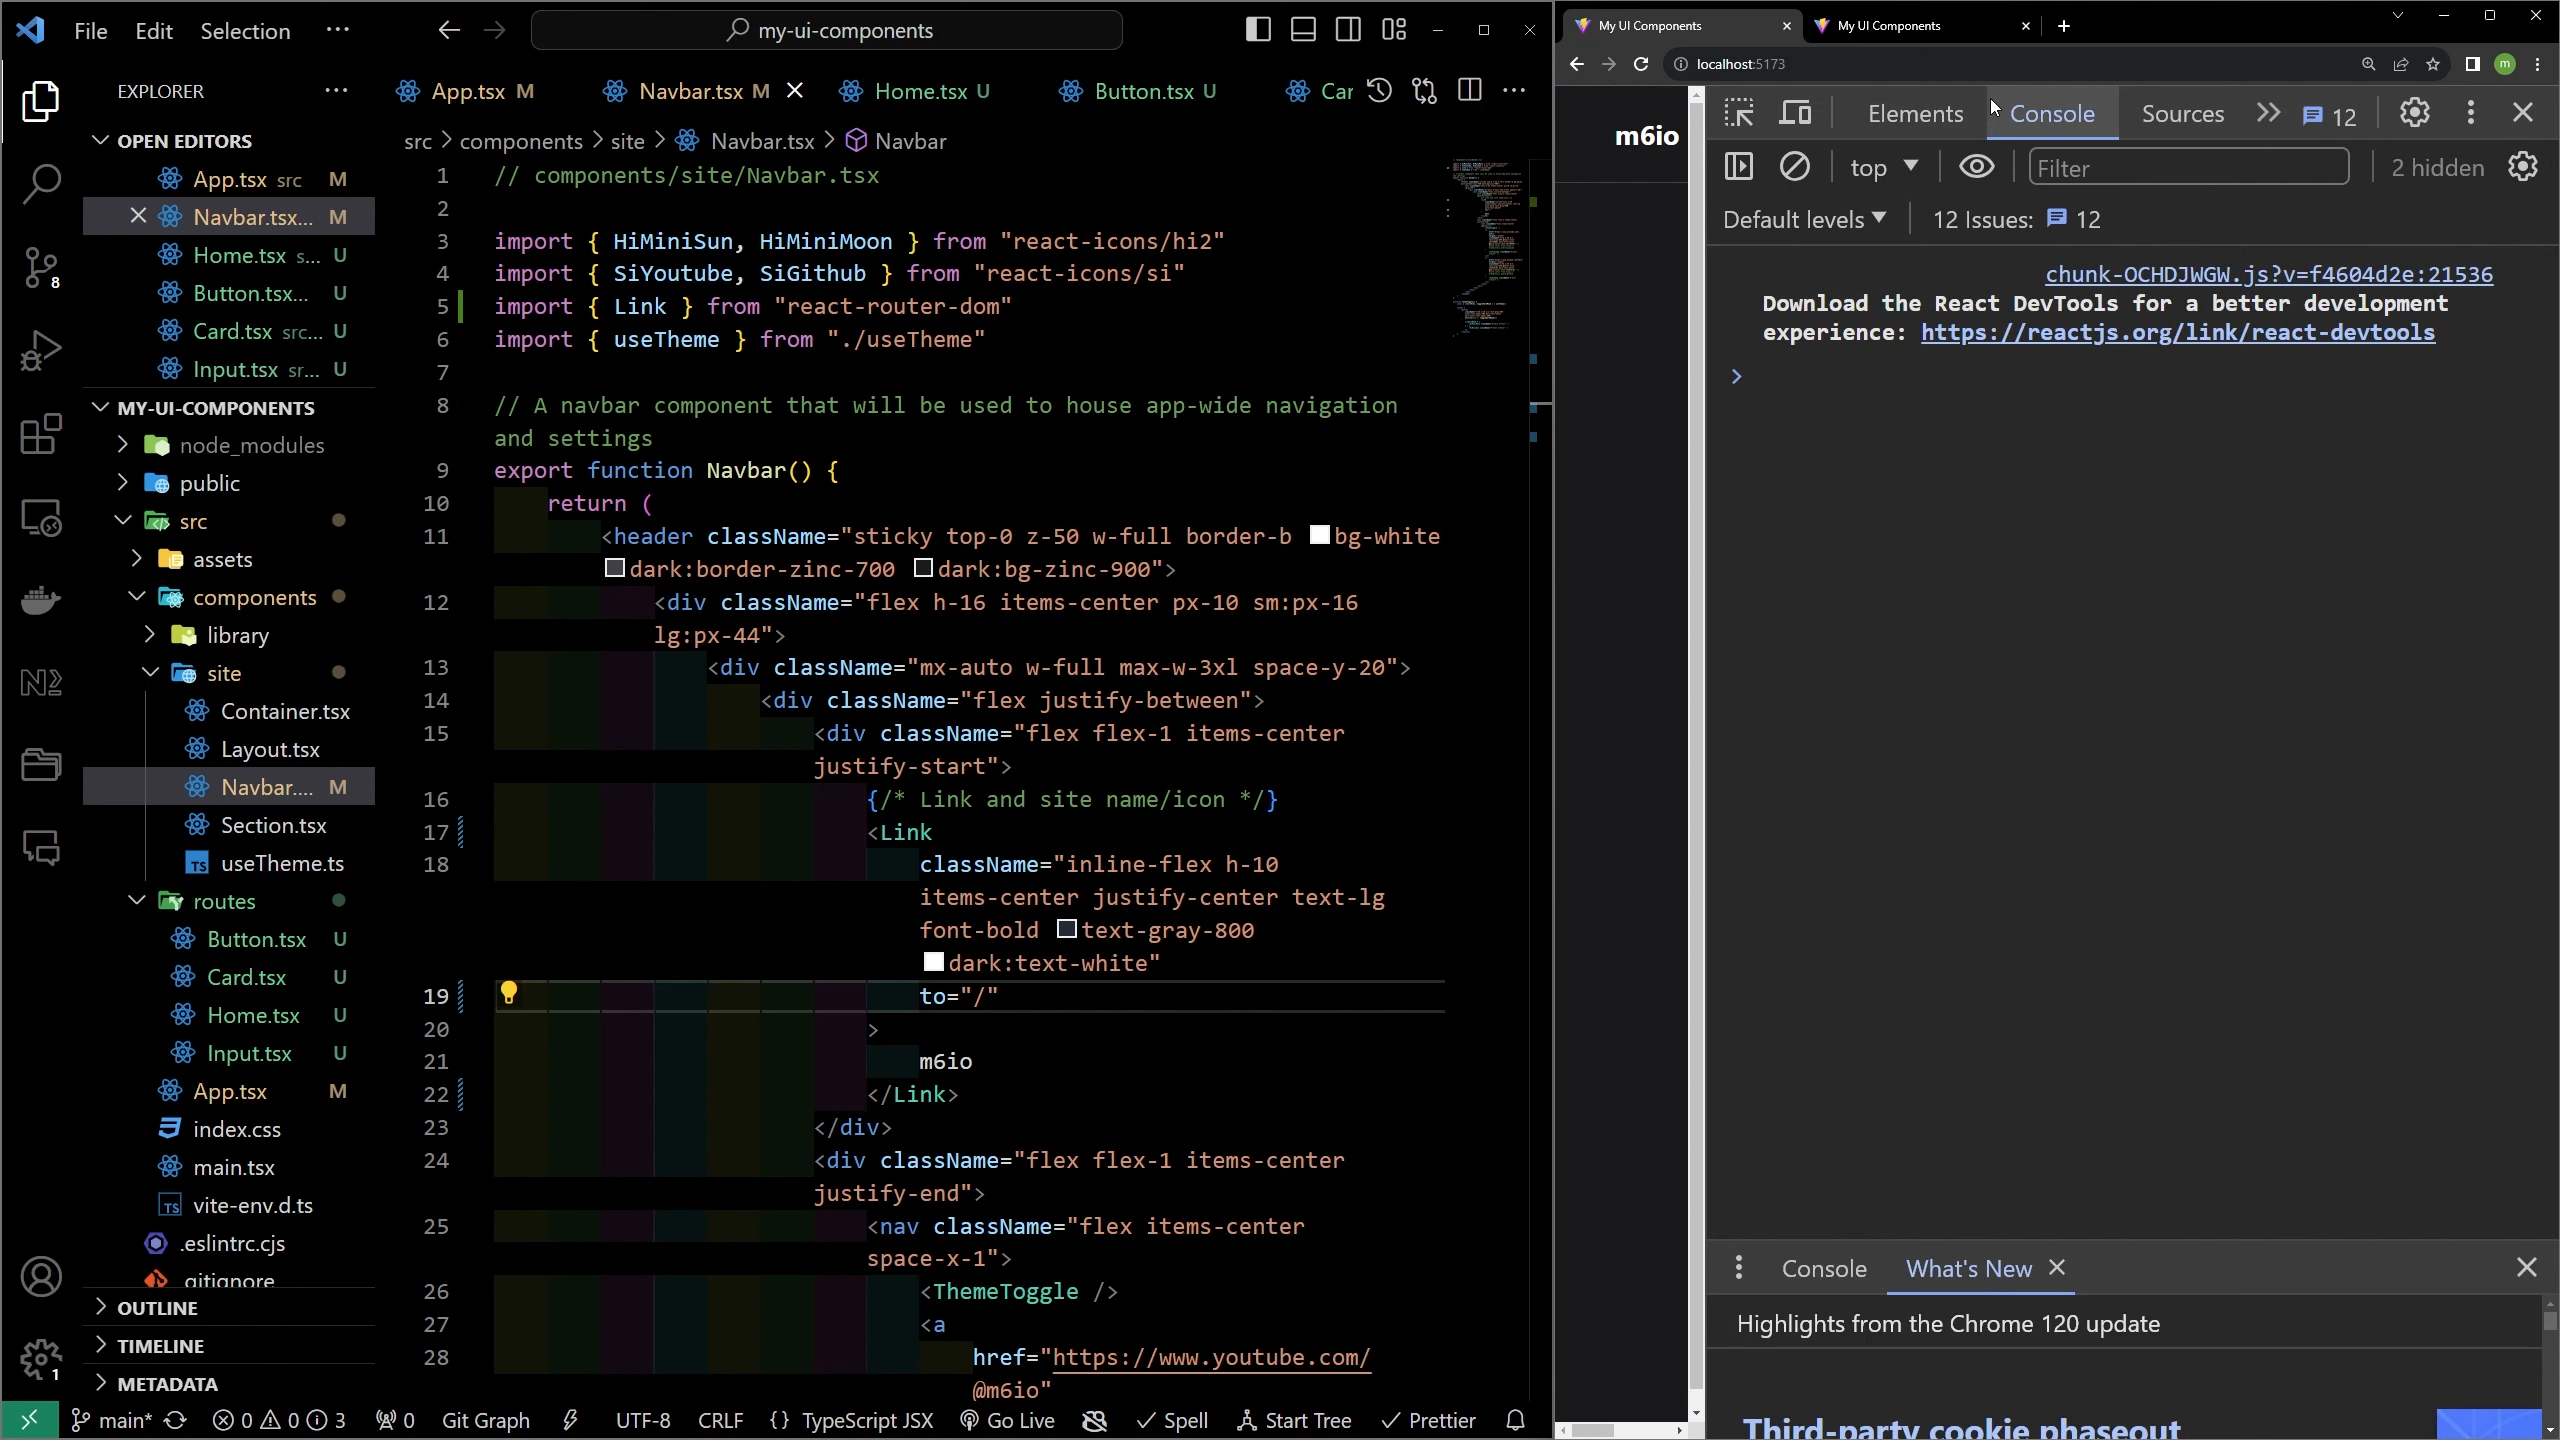 File Edit Selection ···
my-ui-components
EXPLORER
OPEN EDITORS
App.tsx src M
Navbar.tsx... M
Home.tsx s... U
Button.tsx... U
Card.tsx src... U
Input.tsx sr... U
MY-UI-COMPONENTS
node_modules
public
src
assets
components
library
site
Container.tsx
Layout.tsx
Navbar.... M
Section.tsx
useTheme.ts
routes
Button.tsx U
Card.tsx U
Home.tsx U
Input.tsx U
App.tsx M
index.css
main.tsx
TS vite-env.d.ts
.eslintrc.cjs
.gitignore
OUTLINE
TIMELINE
METADATA
8
1
App.tsx M Navbar.tsx M Home.tsx U Button.tsx U Car
src > components > site > Navbar.tsx > Navbar
1 // components/site/Navbar.tsx
2
3 import { HiMiniSun, HiMiniMoon } from "react-icons/hi2"
4 import { SiYoutube, SiGithub } from "react-icons/si"
5 import { Link } from "react-router-dom"
6 import { useTheme } from "./useTheme"
7
8 // A navbar component that will be used to house app-wide navigation
and settings
9 export function Navbar() {
10 return (
11 <header className="sticky top-0 z-50 w-full border-b bg-white
dark:border-zinc-700 dark:bg-zinc-900">
12 <div className="flex h-16 items-center px-10 sm:px-16
lg:px-44">
13 <div className="mx-auto w-full max-w-3xl space-y-20">
14 <div className="flex justify-between">
15 <div className="flex flex-1 items-center
justify-start">
16 {/* Link and site name/icon */}
17 <Link
18 className="inline-flex h-10
items-center justify-center text-lg
font-bold text-gray-800
dark:text-white"
19 to="/"
20 >
21 m6io
22 </Link>
23 </div>
24 <div className="flex flex-1 items-center
justify-end">
25 <nav className="flex items-center
space-x-1">
26 <ThemeToggle />
27 <a
28 href="https://www.youtube.com/
@m6io"
main* 0 0 3 0 Git Graph UTF-8 CRLF {} TypeScript JSX Go Live Spell Start Tree Prettier
My UI Components My UI Components
localhost:5173
m
m6io
Elements Console Sources 12
top Filter 2 hidden
Default levels 12 Issues: 12
chunk-OCHDJWGW.js?v=f4604d2e:21536
Download the React DevTools for a better development
experience: https://reactjs.org/link/react-devtools
>
Console What's New
Highlights from the Chrome 120 update
Third-party cookie phaseout